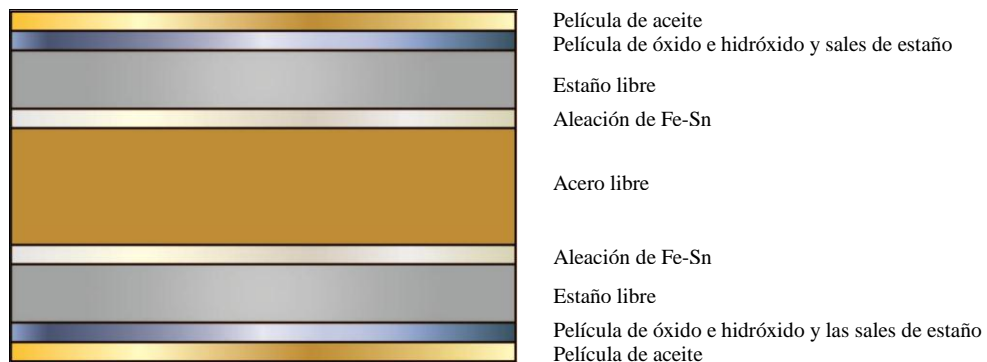 Película de aceite
Película de óxido e hidróxido y sales de estaño
Estaño libre
Aleación de Fe-Sn
Acero libre
Aleación de Fe-Sn
Estaño libre
Película de óxido e hidróxido y las sales de estaño
Película de aceite